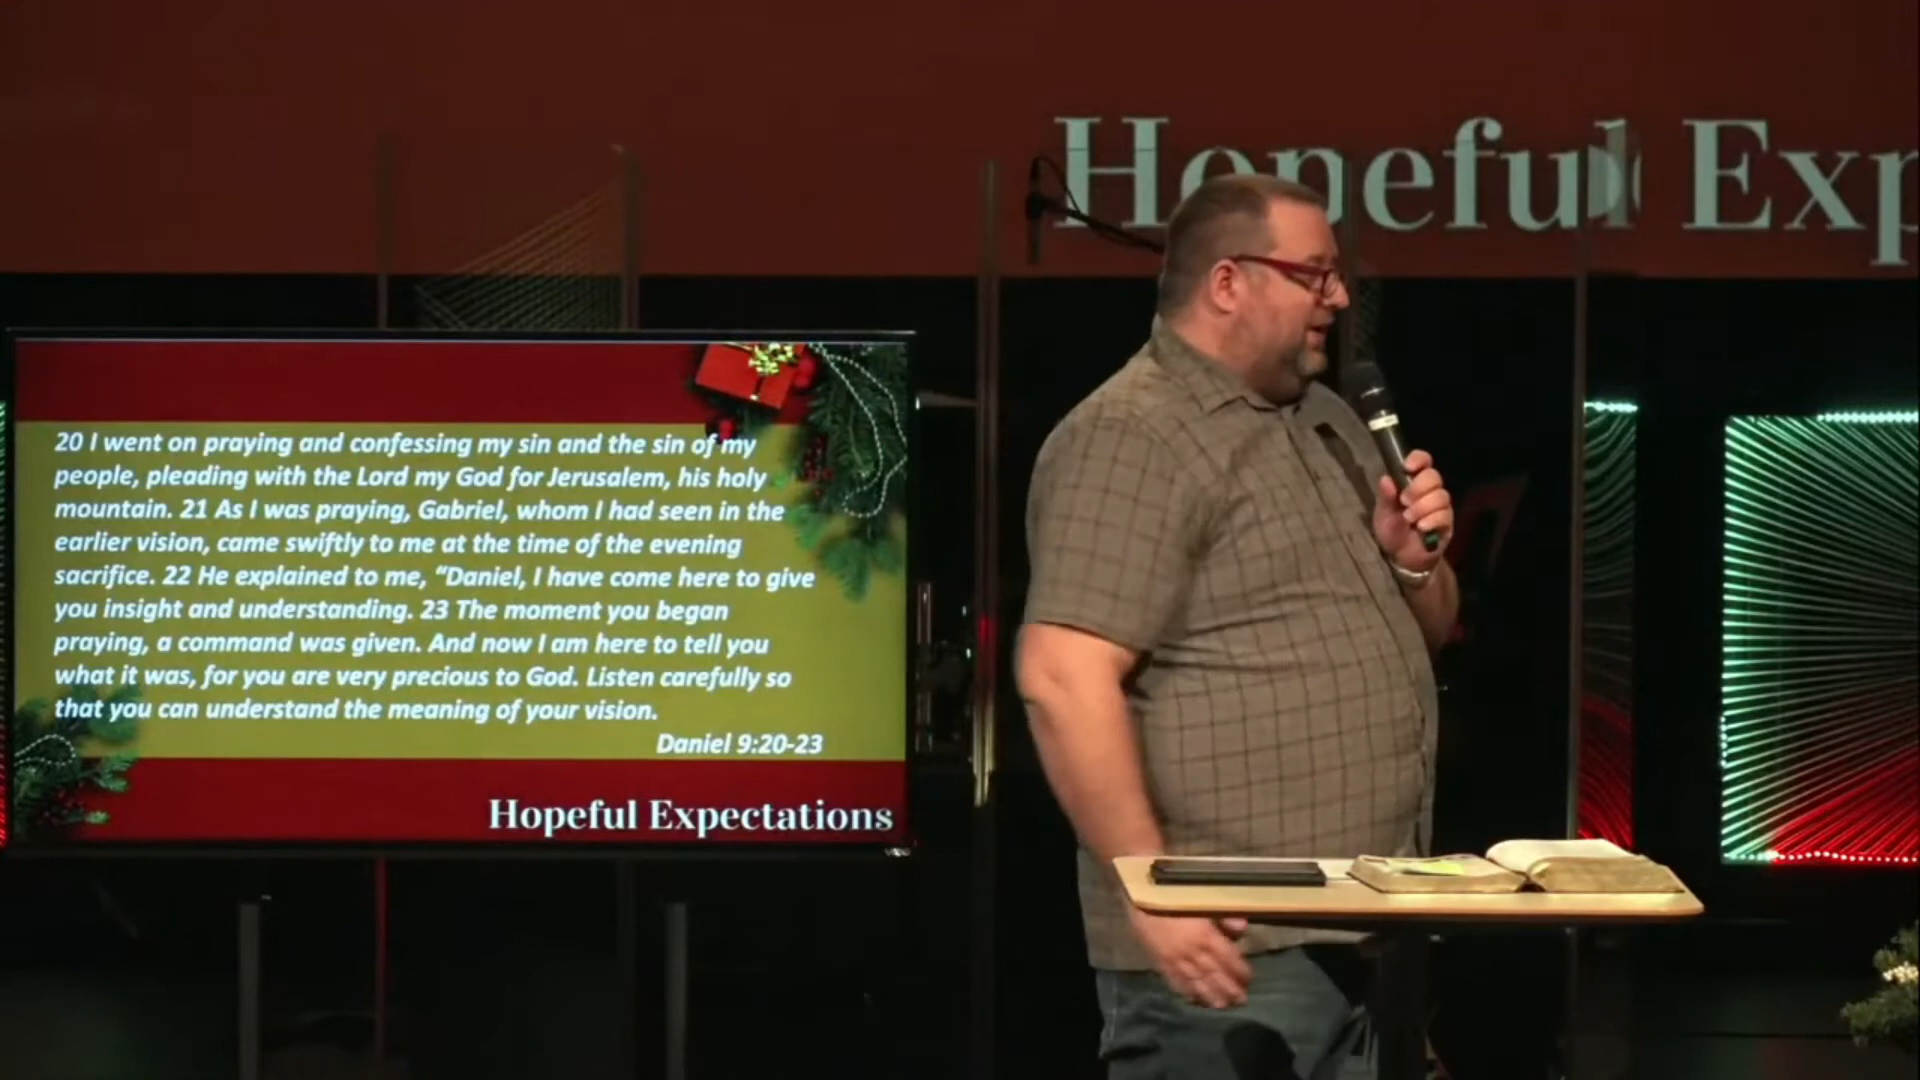 Hopeful Exp
20 I went on praying and confessing my sin and the sin of my
people, pleading with the Lord my God for Jerusalem, his holy
mountain. 21 As I was praying, Gabriel, whom I had seen in the
earlier vision, came swiftly to me at the time of the evening
sacrifice. 22 He explained to me, “Daniel, I have come here to give
you insight and understanding. 23 The moment you began
praying, a command was given. And now I am here to tell you
what it was, for you are very precious to God. Listen carefully so
that you can understand the meaning of your vision.
Daniel 9:20-23
Hopeful Expectations